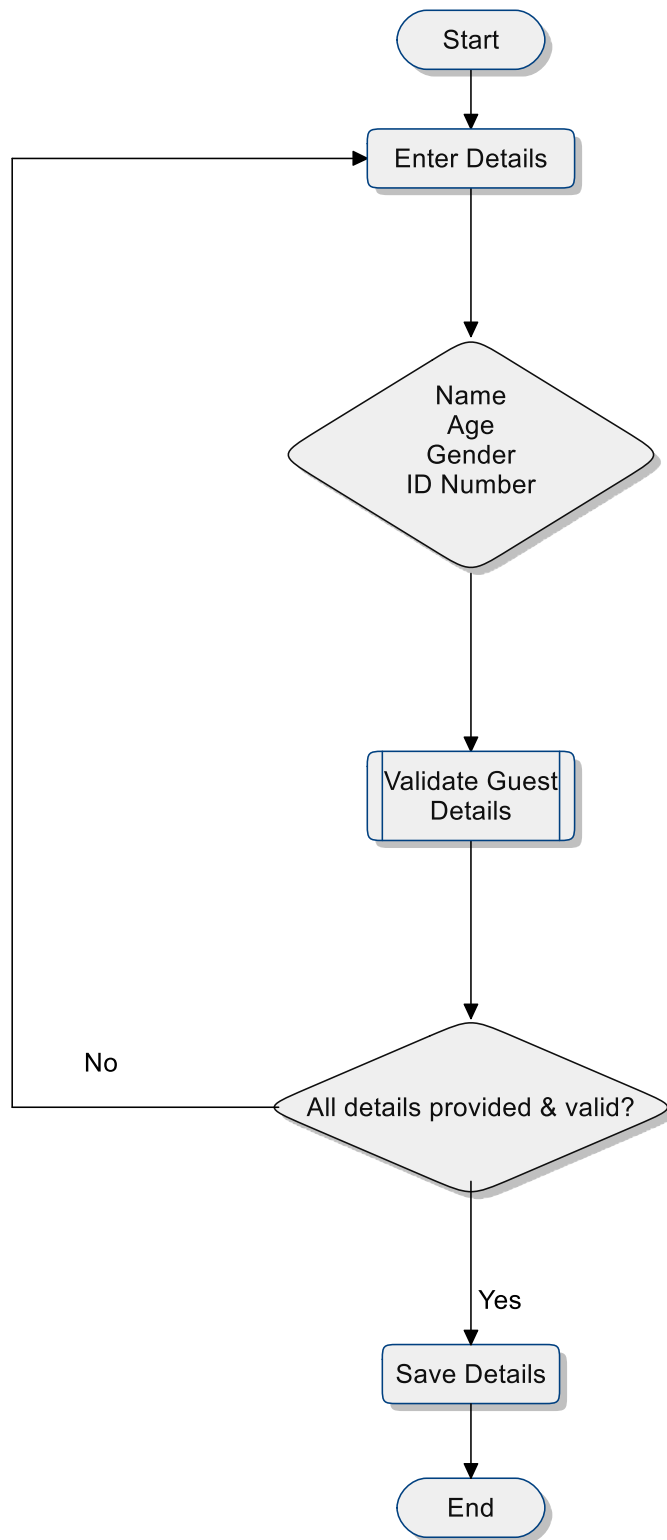 Start
Enter Details
Name
Age
Gender
ID Number
Validate Guest
Details
No
All details provided & valid?
Yes
Save Details
End